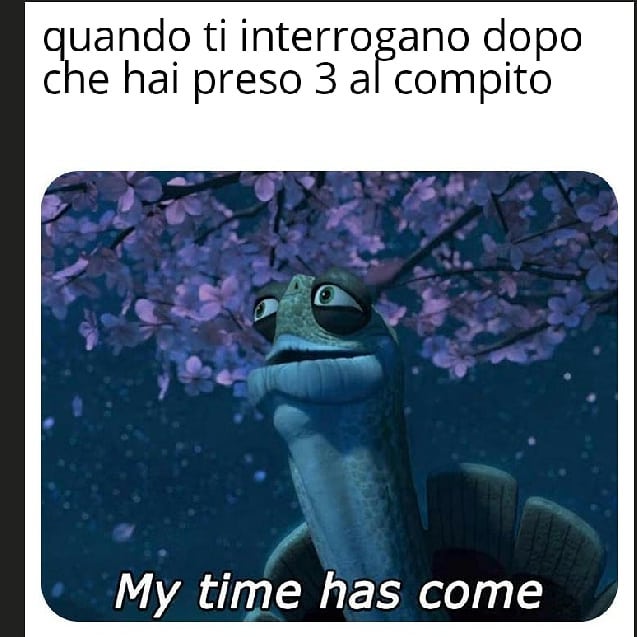 quando ti interrogano dopo
che hai preso 3 al compito
My time has come